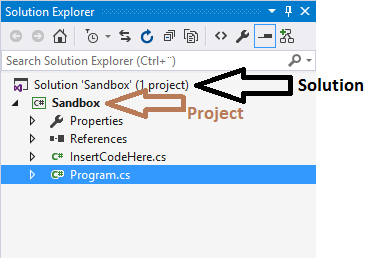 Solution Explorer
Search Solution Explorer (Ctrl+¨)
Solution 'Sandbox' (1 project)
Solution
C# Sandbox
Project
Properties
References
C# InsertCodeHere.cs
C# Program.cs